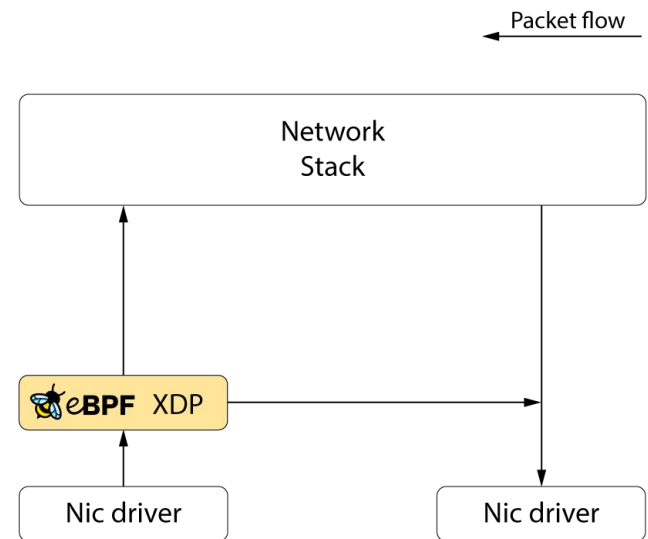 Packet flow
Network
Stack
eBPF XDP
Nic driver
Nic driver